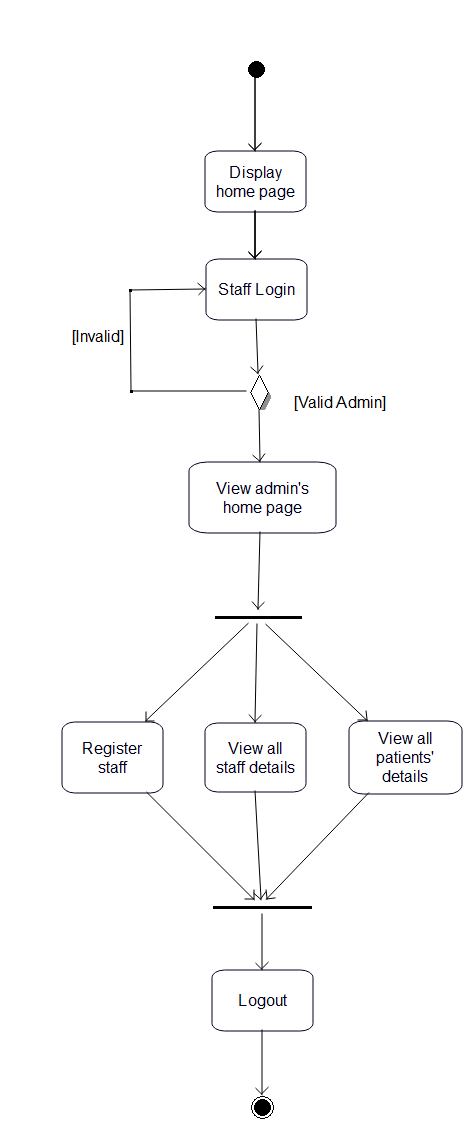 Display
home page
Staff Login
[Invalid]
[Valid Admin]
View admin's
home page
Register
staff
View all
staff details
View all
patients'
details
Logout